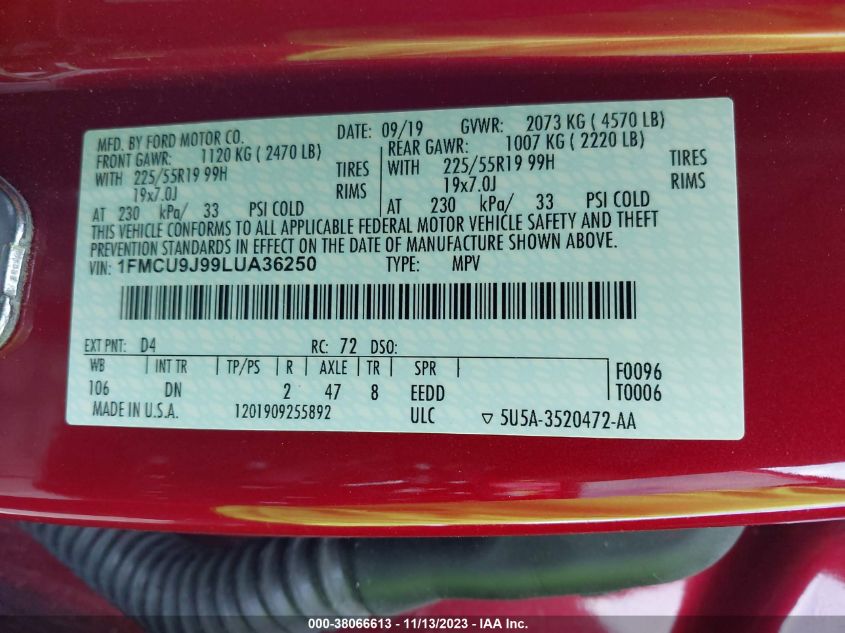 MFD. BY FORD MOTOR CO. DATE: 09/19 GVWR: 2073 KG ( 4570 LB)
FRONT GAWR: 1120 KG ( 2470 LB) REAR GAWR: 1007 KG ( 2220 LB)
WITH 225/55R19 99H TIRES WITH 225/55R19 99H TIRES
19x7.0J RIMS 19x7.0J RIMS
AT 230 kPa/ 33 PSI COLD AT 230 kPa/ 33 PSI COLD
THIS VEHICLE CONFORMS TO ALL APPLICABLE FEDERAL MOTOR VEHICLE SAFETY AND THEFT
PREVENTION STANDARDS IN EFFECT ON THE DATE OF MANUFACTURE SHOWN ABOVE.
VIN: 1FMCU9J99LUA36250 TYPE: MPV
EXT PNT: D4 RC: 72 DSO:
WB INT TR TP/PS R AXLE TR SPR F0096
106 DN 2 47 8 EEDD T0006
MADE IN U.S.A. 1201909255892 ULC ▽ 5U5A-3520472-AA
000-38066613 - 11/13/2023 - IAA Inc.